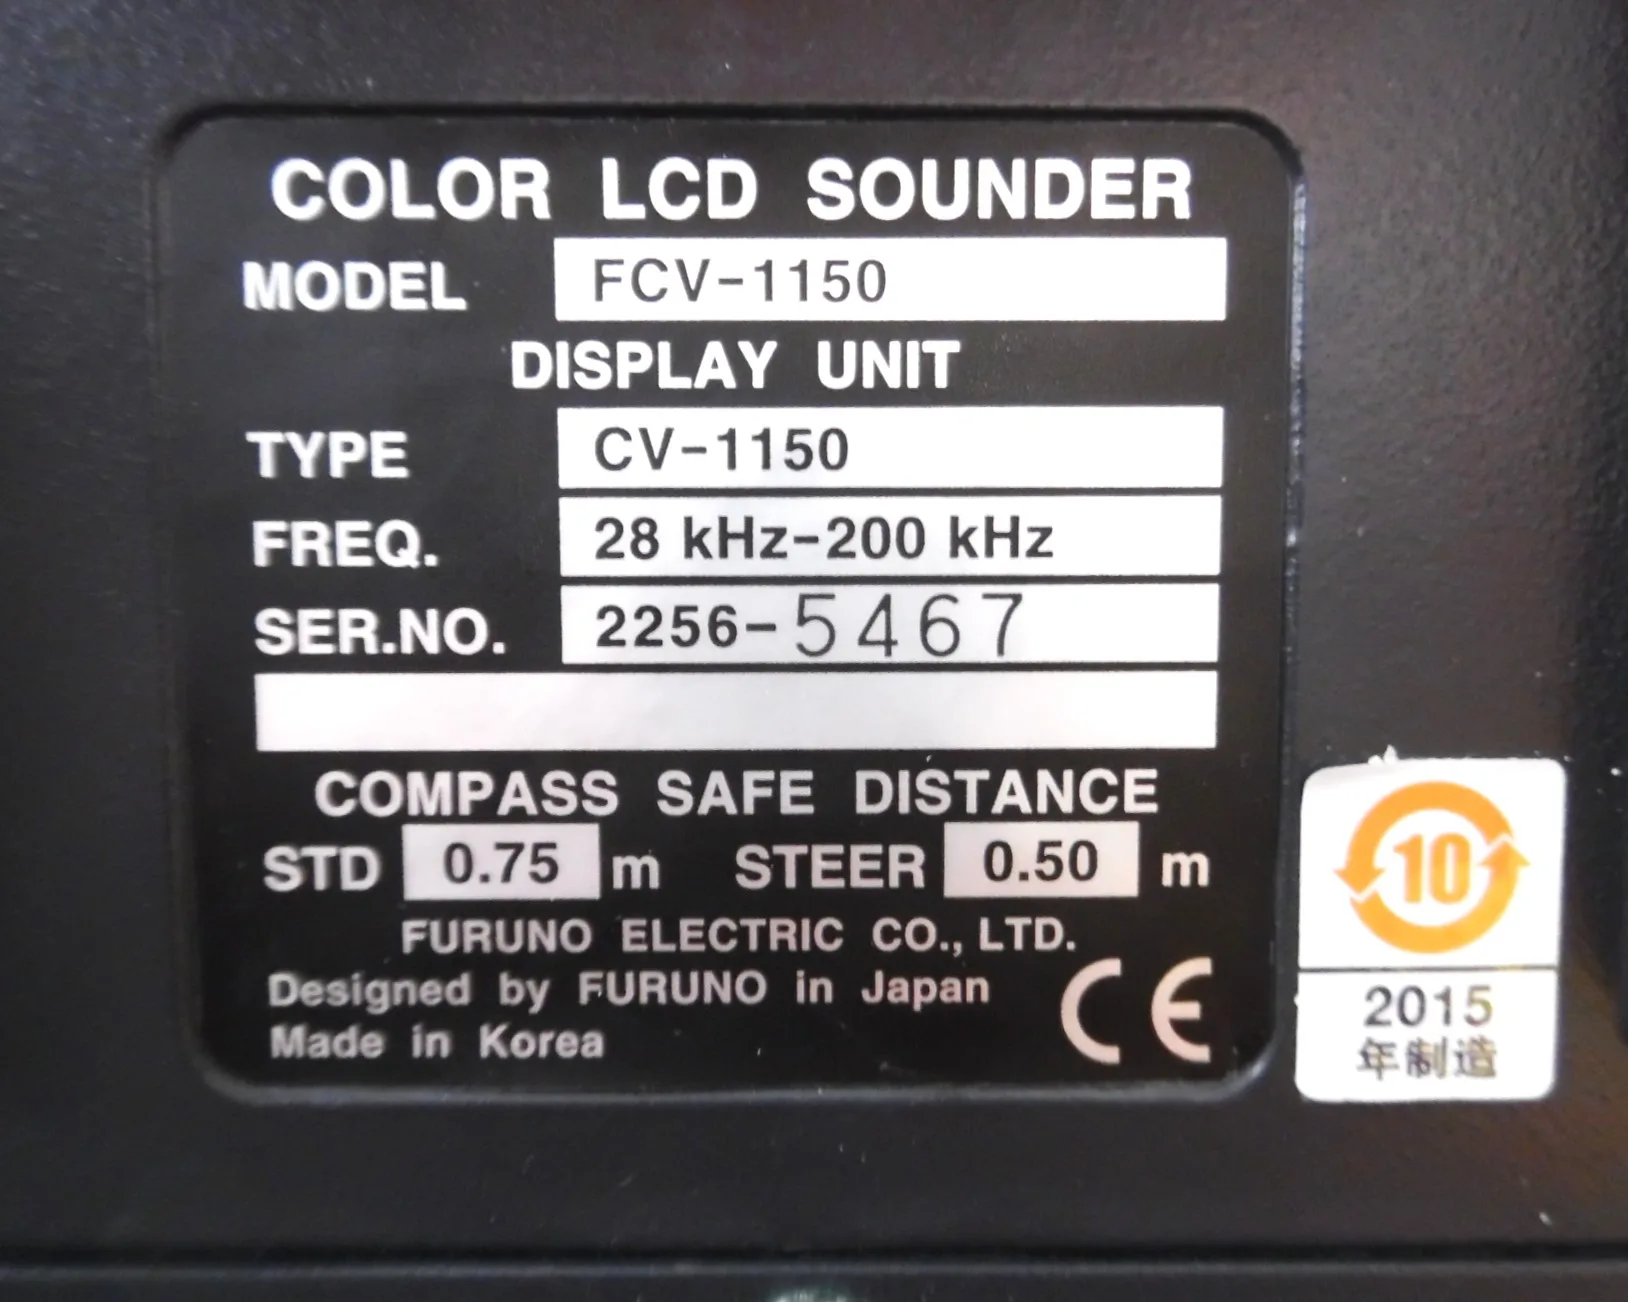 COLOR LCD SOUNDER
MODEL FCV-1150
DISPLAY UNIT
TYPE CV-1150
FREQ. 28 kHz-200 kHz
SER.NO. 2256-5467
COMPASS SAFE DISTANCE
STD 0.75 m STEER 0.50 m
FURUNO ELECTRIC CO., LTD.
Designed by FURUNO in Japan
Made in Korea
CE
10
2015
年制造